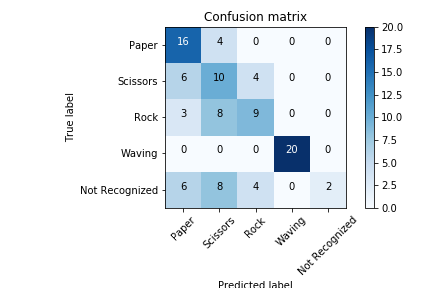 Confusion matrix
True label
Paper 16 4 0 0 0
Scissors 6 10 4 0 0
Rock 3 8 9 0 0
Waving 0 0 0 20 0
Not Recognized 6 8 4 0 2
Paper Scissors Rock Waving Not Recognized
Predicted label
20.0
17.5
15.0
12.5
10.0
7.5
5.0
2.5
0.0